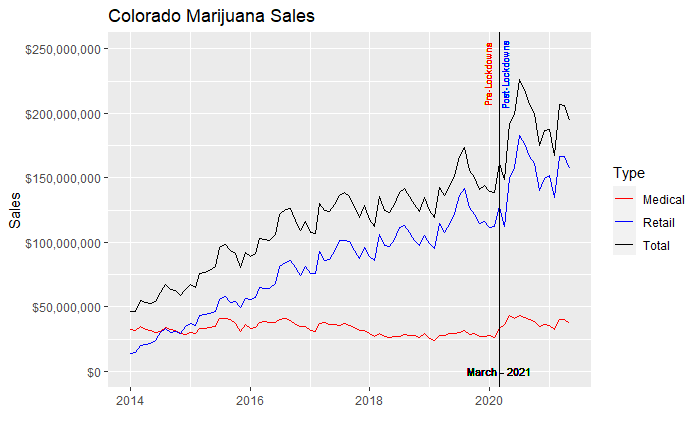 Colorado Marijuana Sales
$250,000,000
$200,000,000
$150,000,000
$100,000,000
$50,000,000
$0
Sales
Pre-Lockdowns
Post-Lockdowns
March - 2021
2014
2016
2018
2020
Type
Medical
Retail
Total